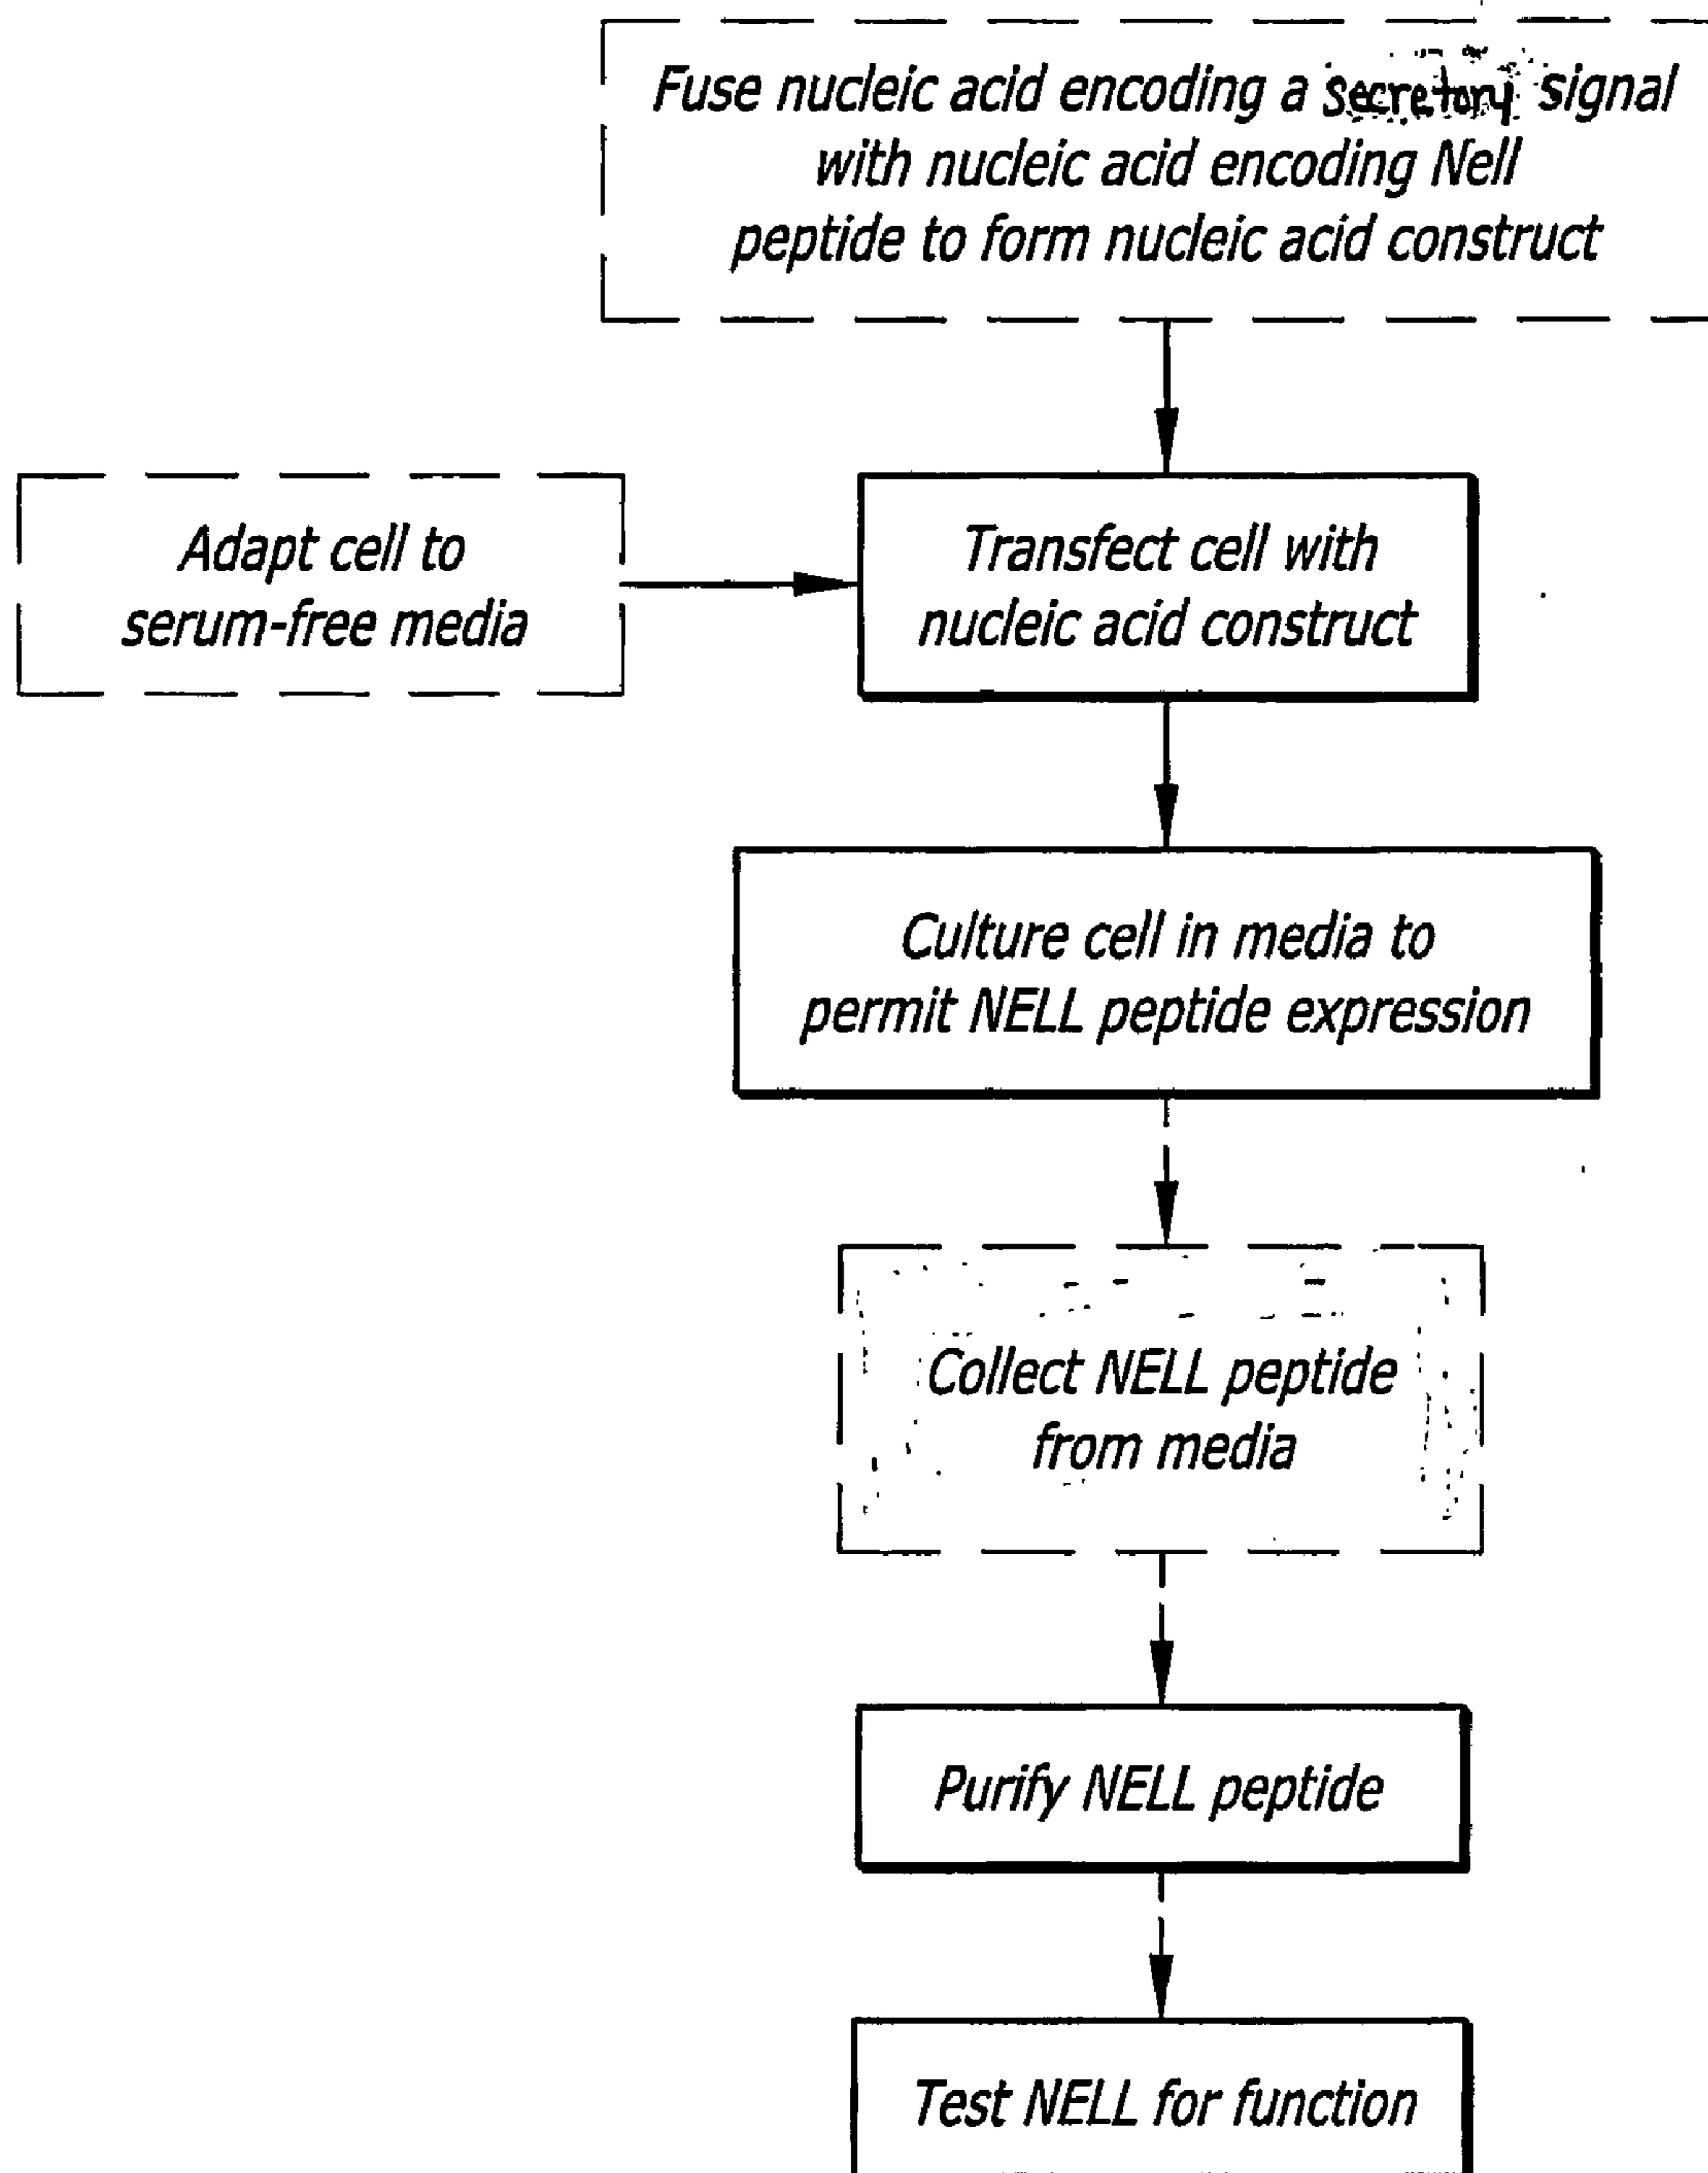 Fuse nucleic acid encoding a secretory signal
with nucleic acid encoding Nell
peptide to form nucleic acid construct
Adapt cell to
serum-free media
Transfect cell with
nucleic acid construct
Culture cell in media to
permit NELL peptide expression
Collect NELL peptide
from media
Purify NELL peptide
Test NELL for function